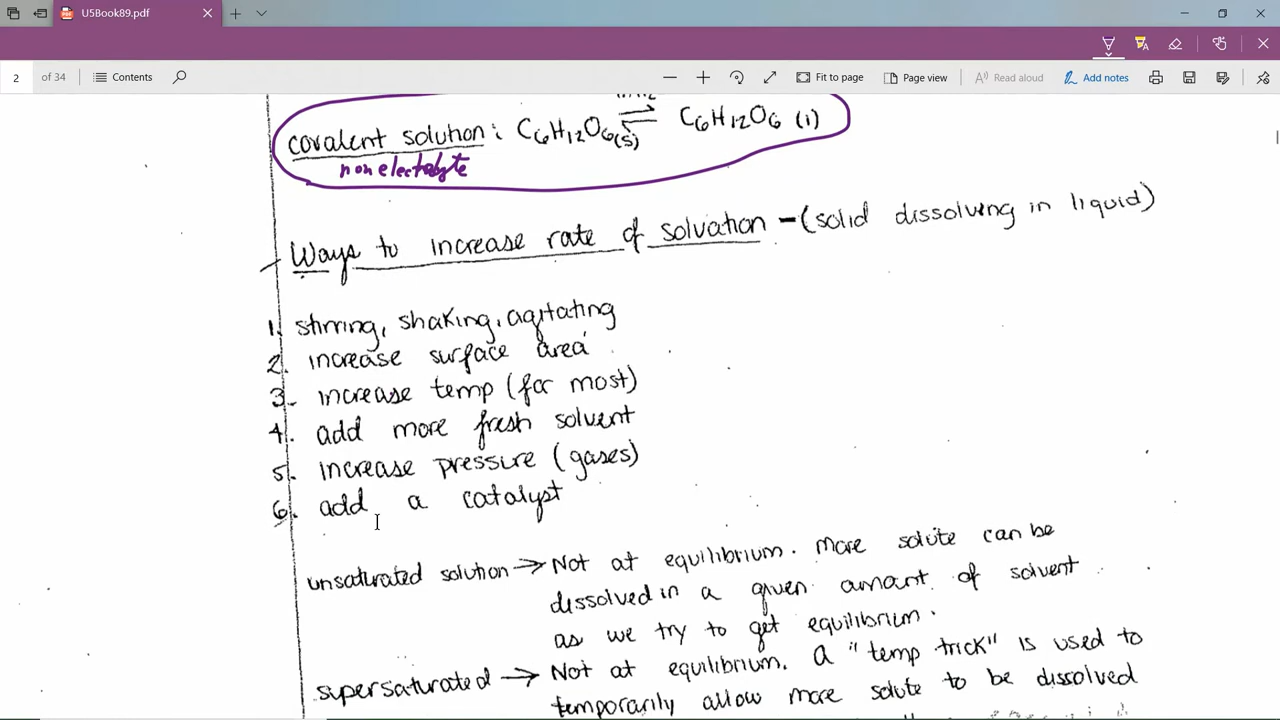 U5Book89.pdf
2 of 34 Contents Fit to page Page view Read aloud Add notes
covalent solution: C6H12O6(s) ⇌ C6H12O6 (l)
nonelectalyte
Ways to increase rate of solvation -(solid dissolving in liquid)
1. stirring, shaking, agitating
2. increase surface area
3. increase temp (for most)
4. add more fresh solvent
5. increase pressure (gases)
6. add a catalyst
unsaturated solution → Not at equilibrium. More solute can be
dissolved in a given amount of solvent
as we try to get equilibrium.
supersaturated → Not at equilibrium. A "temp trick" is used to
temporarily allow more solute to be dissolved